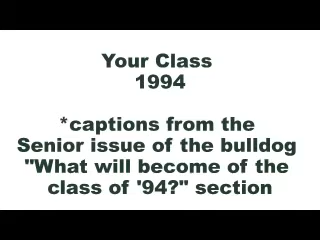 Your Class
1994
*captions from the
Senior issue of the bulldog
"What will become of the
class of '94?" section